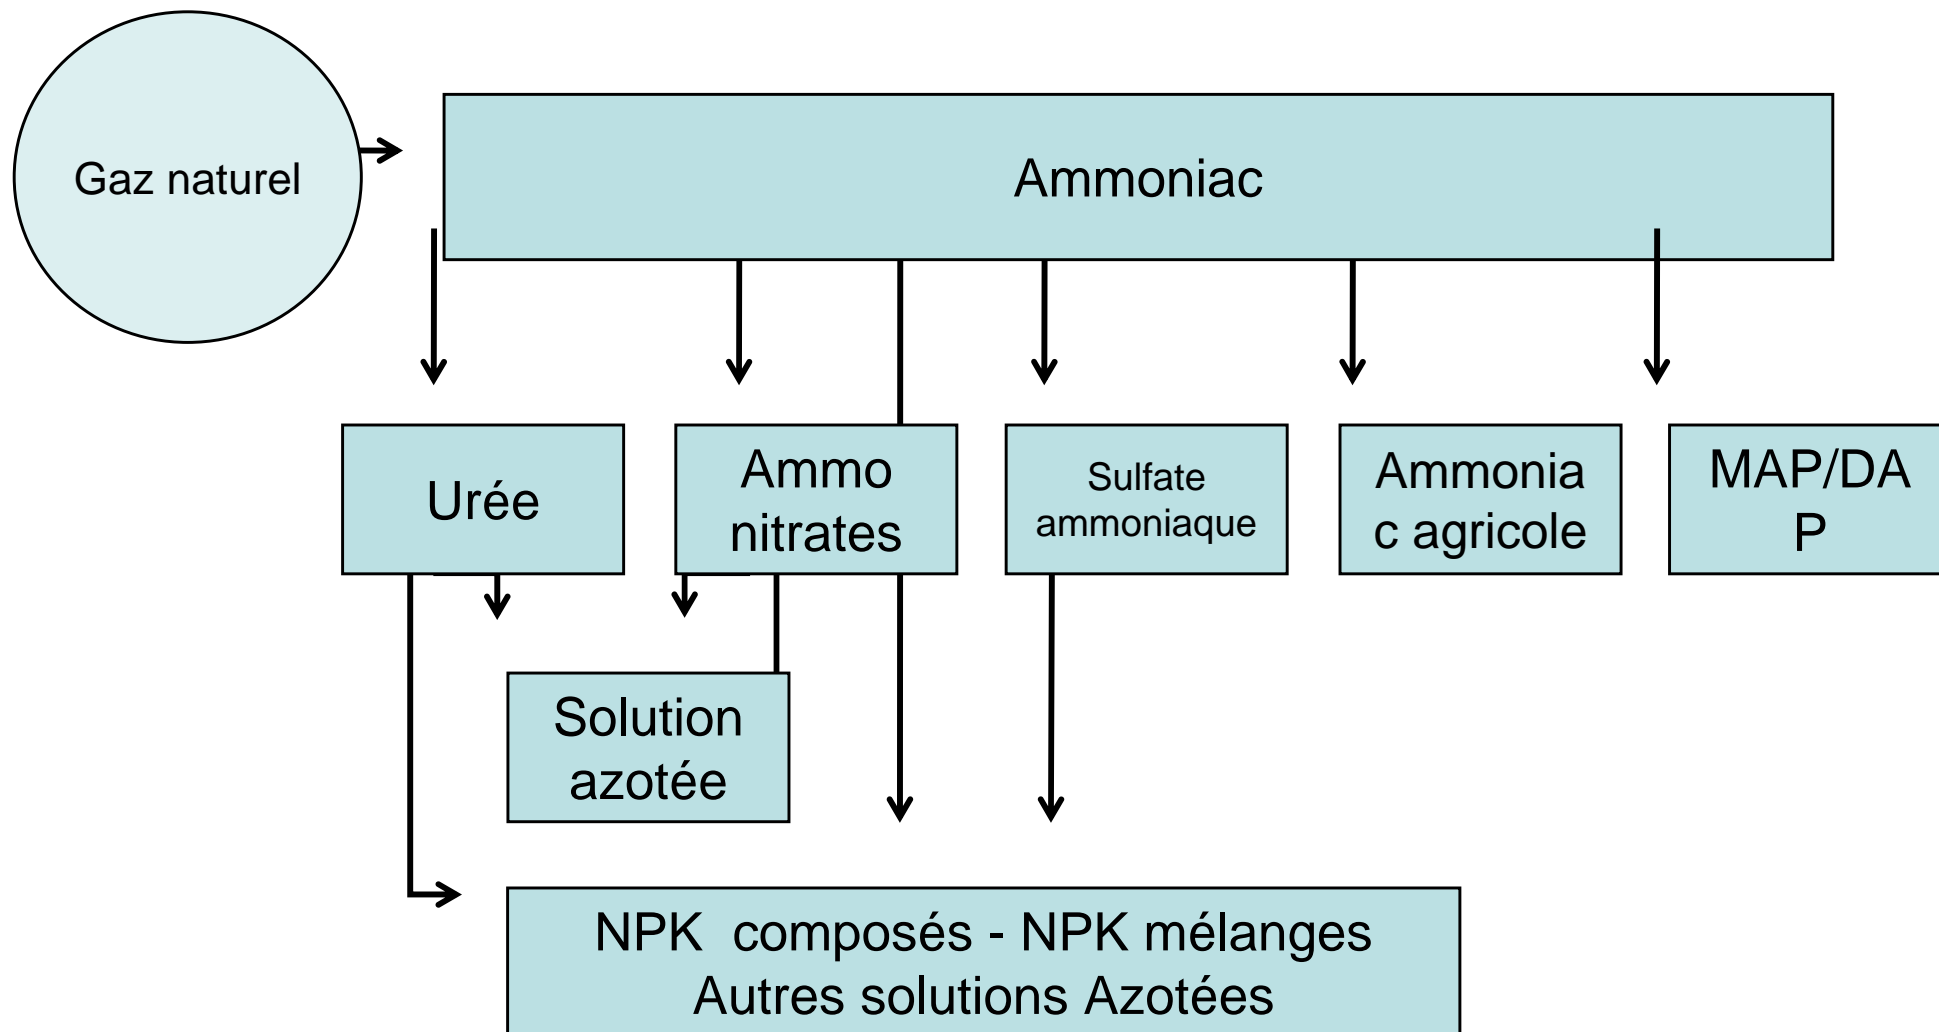 Gaz naturel
Ammoniac
Urée
Ammo
nitrates
Sulfate
ammoniaque
Ammonia
c agricole
MAP/DA
P
Solution
azotée
NPK  composés - NPK mélanges
Autres solutions Azotées